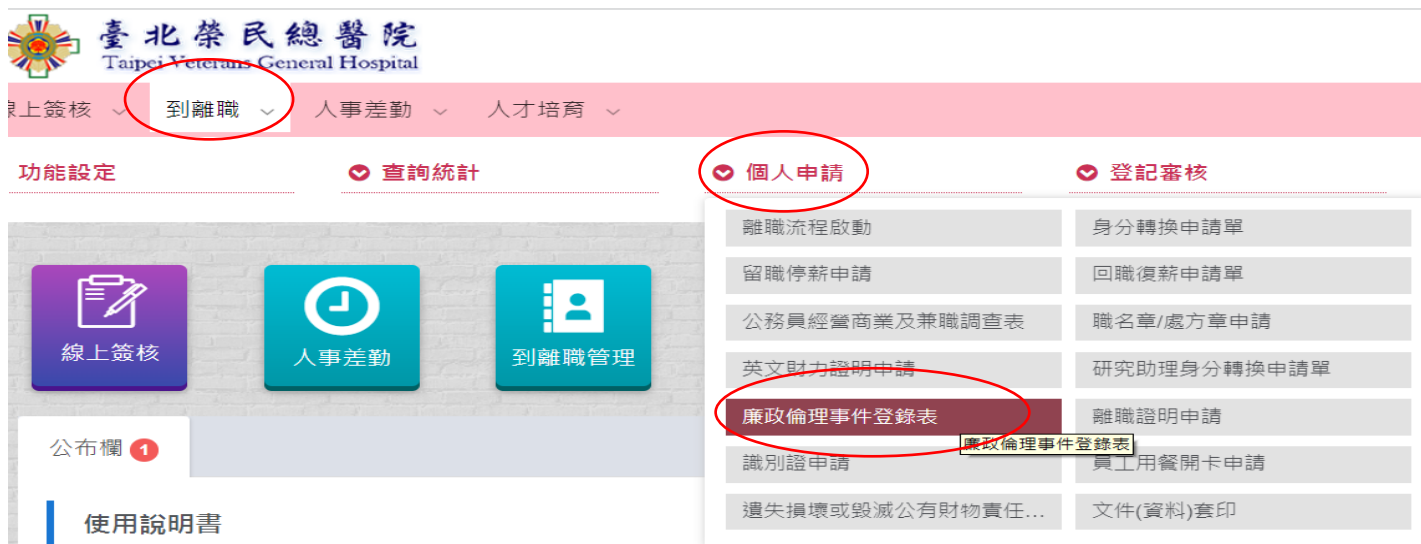 臺北榮民總醫院
Taipei Veterans General Hospital
線上簽核 到離職 人事差勤 人才培育
功能設定 查詢統計 個人申請 登記審核
離職流程啟動 身分轉換申請單
留職停薪申請 回職復薪申請單
公務員經營商業及兼職調查表 職名章/處方章申請
英文財力證明申請 研究助理身分轉換申請單
廉政倫理事件登錄表 離職證明申請
廉政倫理事件登錄表
識別證申請 員工用餐開卡申請
遺失損壞或毀滅公有財物責任... 文件(資料)套印
線上簽核 人事差勤 到離職管理
公布欄 1
使用說明書